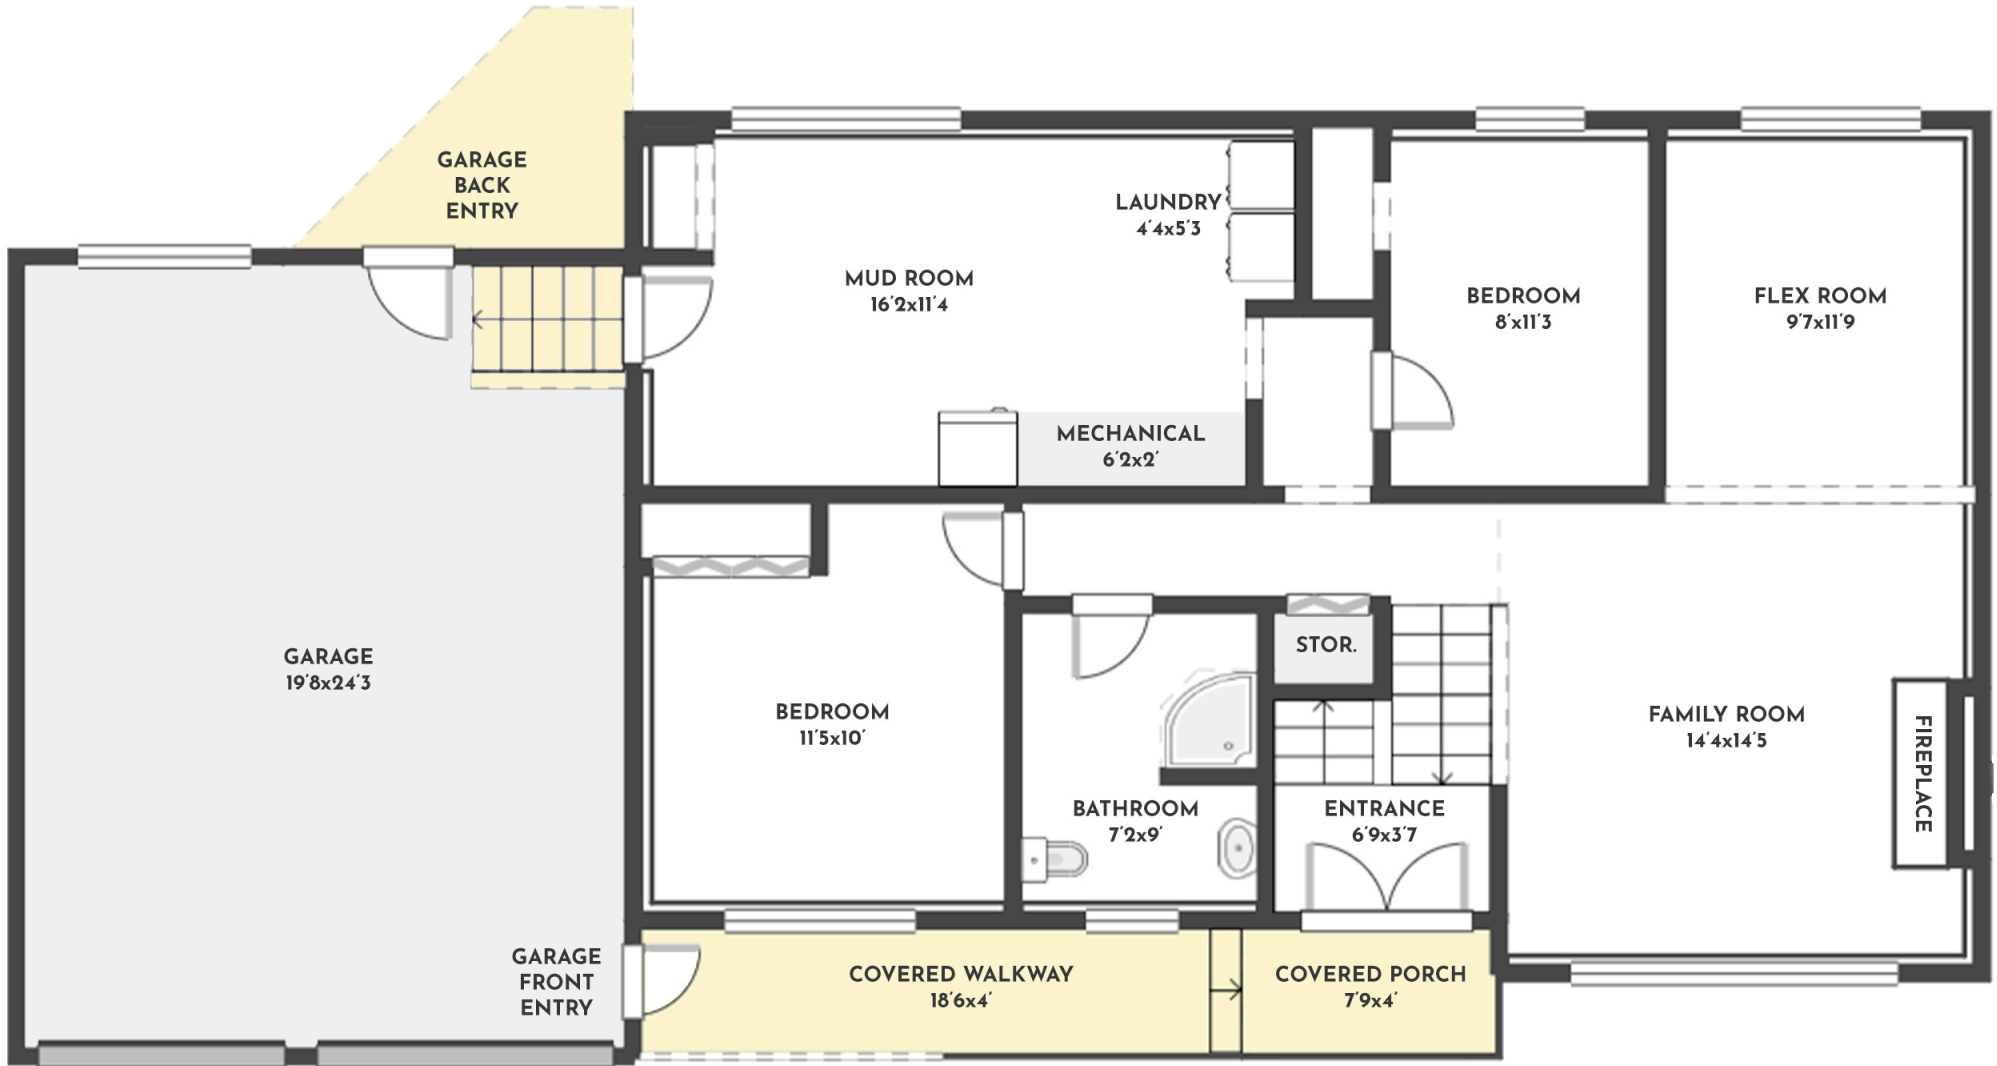 GARAGE
BACK
ENTRY
LAUNDRY
4'4x5'3
MUD ROOM
16'2x11'4
BEDROOM
8'x11'3
FLEX ROOM
9'7x11'9
MECHANICAL
6'2x2'
GARAGE
19'8x24'3
STOR.
BEDROOM
11'5x10'
FAMILY ROOM
14'4x14'5
FIREPLACE
BATHROOM
7'2x9'
ENTRANCE
6'9x3'7
GARAGE
FRONT
ENTRY
COVERED WALKWAY
18'6x4'
COVERED PORCH
7'9x4'